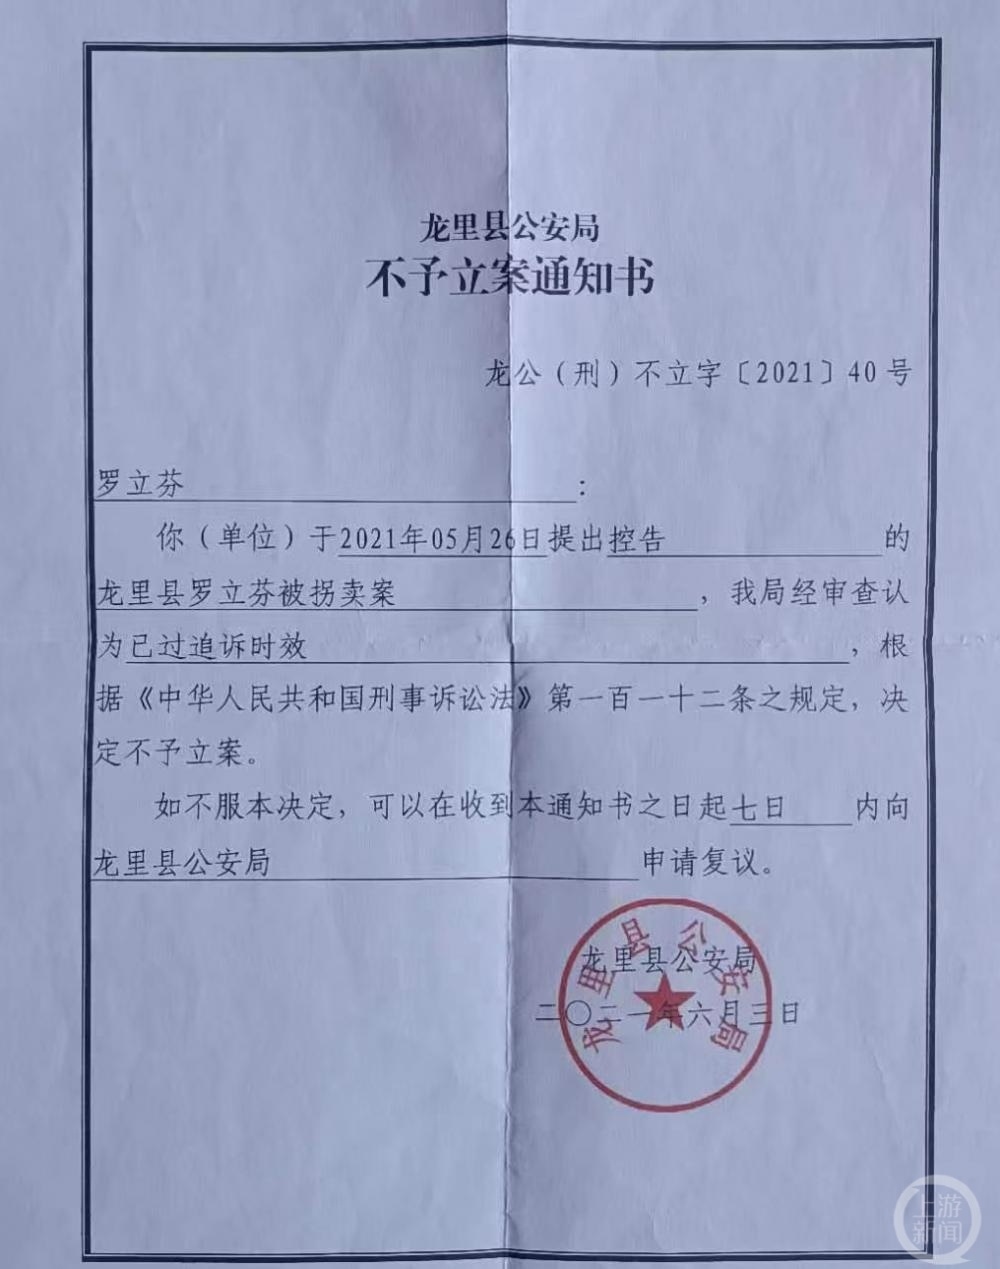 龙里县公安局
不予立案通知书
龙公（刑）不立字〔2021〕40号
罗立芬：
你（单位）于2021年05月26日提出控告的
龙里县罗立芬被拐卖案，我局经审查认
为已过追诉时效，根
据《中华人民共和国刑事诉讼法》第一百一十二条之规定，决
定不予立案。
如不服本决定，可以在收到本通知书之日起七日内向
龙里县公安局申请复议。
龙里县公安局
龙里县公安局
二〇二一年六月三日
上游
新闻